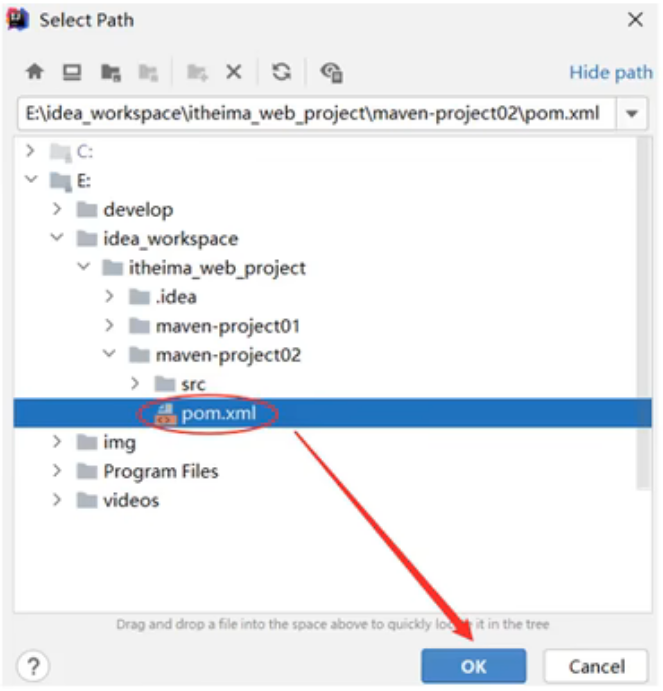 Select Path
Hide path
E:\idea_workspace\itheima_web_project\maven-project02\pom.xml
C:
E:
develop
idea_workspace
itheima_web_project
.idea
maven-project01
maven-project02
src
pom.xml
img
Program Files
videos
Drag and drop a file into the space above to quickly locate it in the tree
?
OK
Cancel